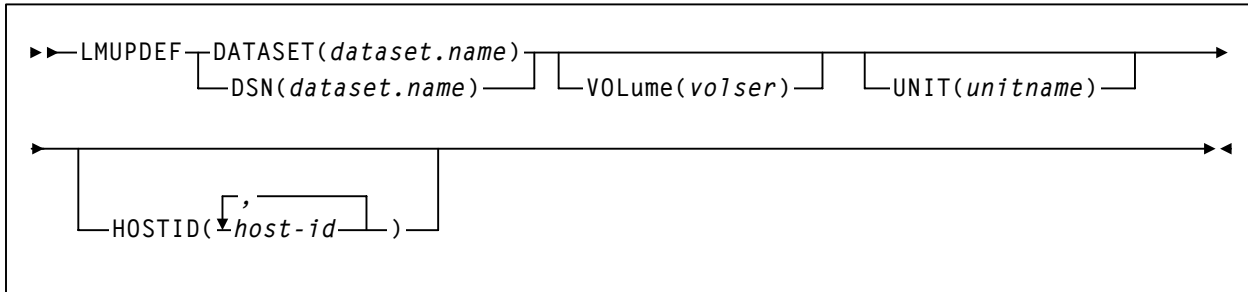 LMUPDEF DATASET(dataset.name)
DSN(dataset.name) VOLume(volser) UNIT(unitname)
,
HOSTID( host-id )